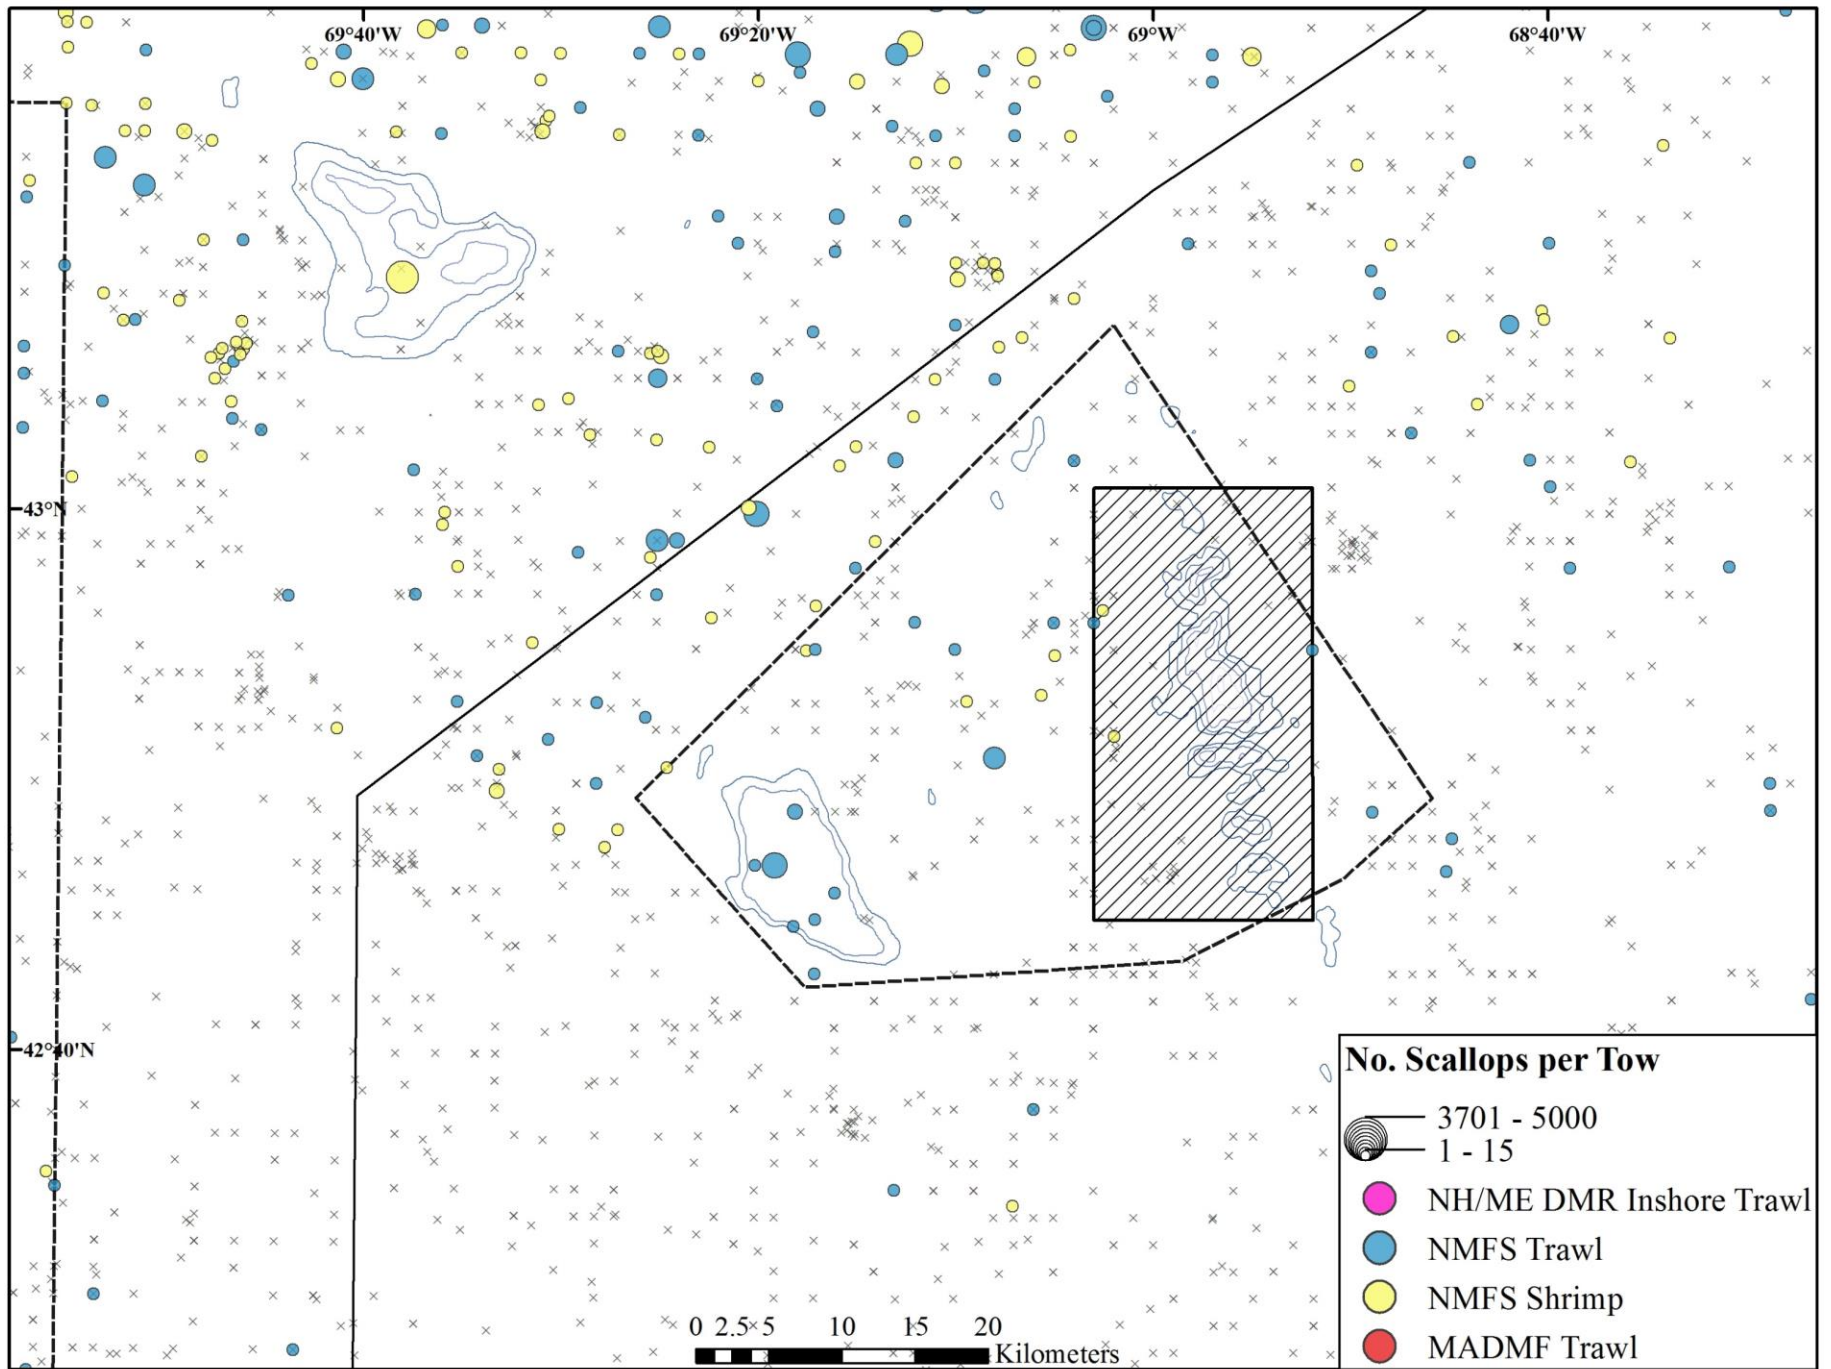 69°40'W
69°20'W
69°W
68°40'W
43°N
42°40'N
No. Scallops per Tow
3701 - 5000
1 - 15
NH/ME DMR Inshore Trawl
NMFS Trawl
NMFS Shrimp
MADMF Trawl
0 2.5 5 10 15 20
Kilometers